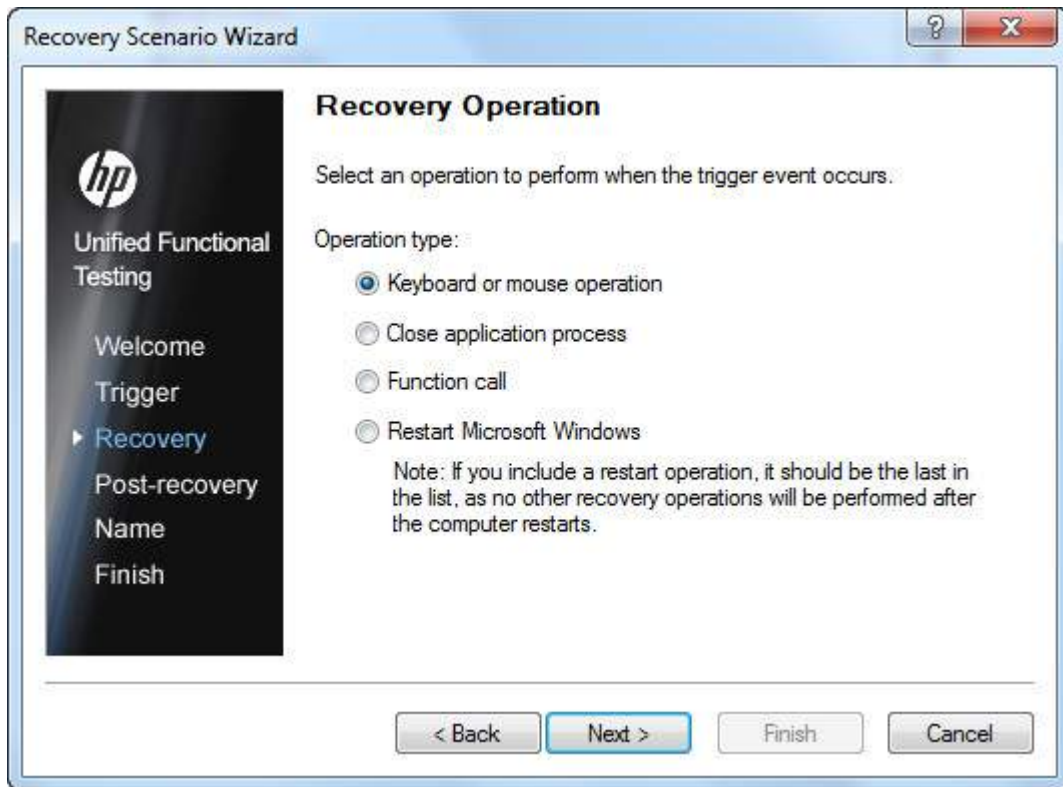 Recovery Scenario Wizard
?
X
hp
Unified Functional
Testing
Welcome
Trigger
Recovery
Post-recovery
Name
Finish
Recovery Operation
Select an operation to perform when the trigger event occurs.
Operation type:
Keyboard or mouse operation
Close application process
Function call
Restart Microsoft Windows
Note: If you include a restart operation, it should be the last in
the list, as no other recovery operations will be performed after
the computer restarts.
< Back
Next >
Finish
Cancel